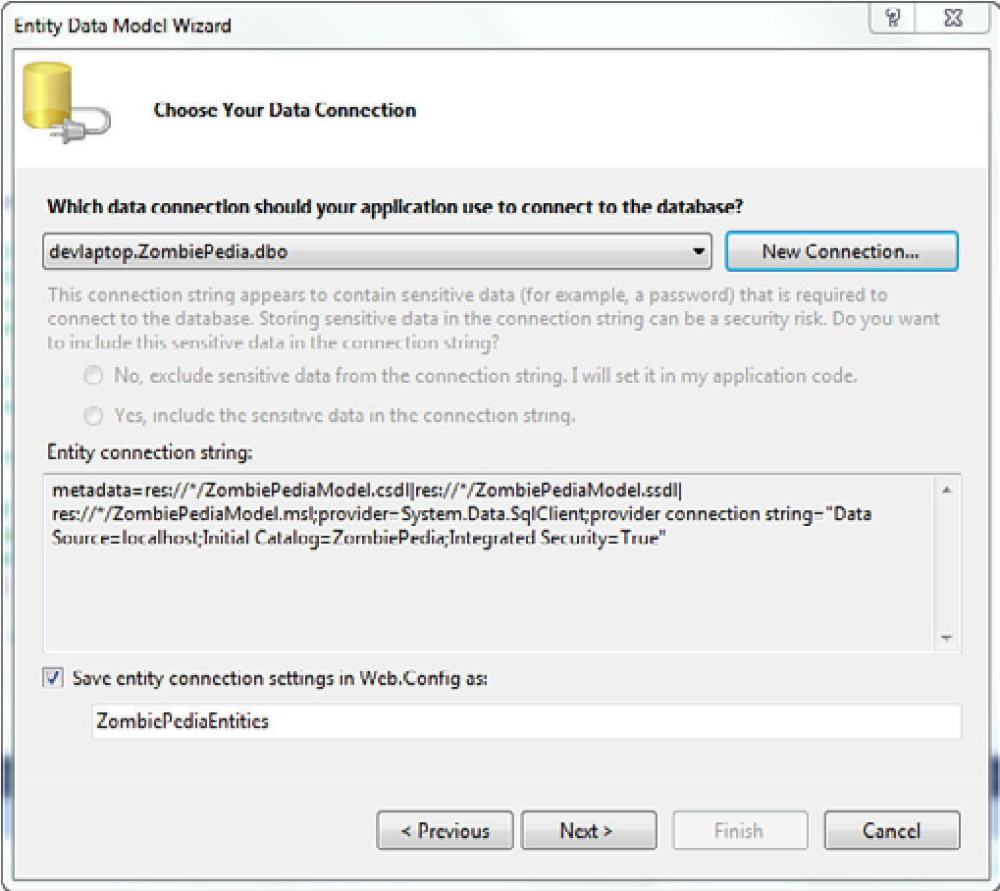 Entity Data Model Wizard
Choose Your Data Connection
Which data connection should your application use to connect to the database?
devlaptop.ZombiePedia.dbo
New Connection...
This connection string appears to contain sensitive data (for example, a password) that is required to
connect to the database. Storing sensitive data in the connection string can be a security risk. Do you want
to include this sensitive data in the connection string?
No, exclude sensitive data from the connection string. I will set it in my application code.
Yes, include the sensitive data in the connection string.
Entity connection string:
metadata=res://*/ZombiePediaModel.csdl|res://*/ZombiePediaModel.ssdl|
res://*/ZombiePediaModel.msl;provider=System.Data.SqlClient;provider connection string="Data
Source=localhost;Initial Catalog=ZombiePedia;Integrated Security=True"
Save entity connection settings in Web.Config as:
ZombiePediaEntities
< Previous
Next >
Finish
Cancel